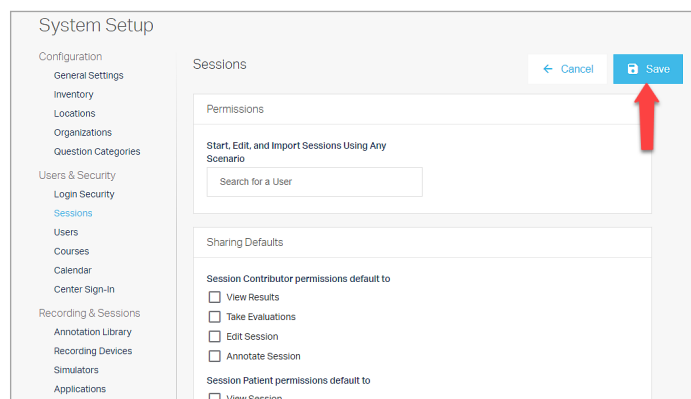 System Setup
Configuration
General Settings
Inventory
Locations
Organizations
Question Categories
Users & Security
Login Security
Sessions
Users
Courses
Calendar
Center Sign-In
Recording & Sessions
Annotation Library
Recording Devices
Simulators
Applications
Sessions
Cancel
Save
Permissions
Start, Edit, and Import Sessions Using Any
Scenario
Search for a User
Sharing Defaults
Session Contributor permissions default to
View Results
Take Evaluations
Edit Session
Annotate Session
Session Patient permissions default to
View Session